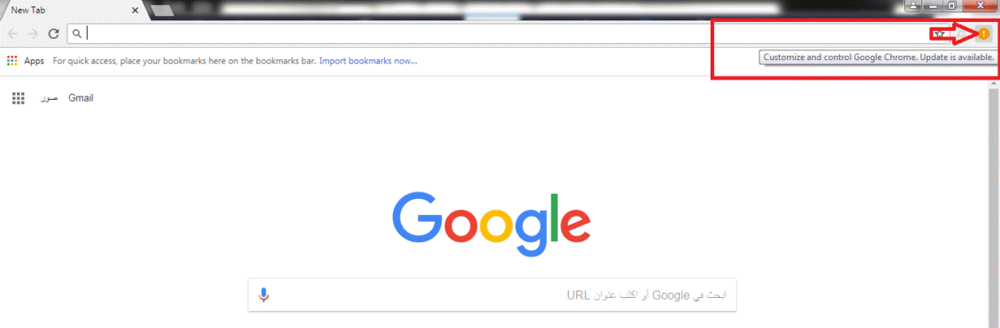 New Tab
Customize and control Google Chrome. Update is available.
Apps For quick access, place your bookmarks here on the bookmarks bar. Import bookmarks now...
صور Gmail
Google
ابحث في Google أو اكتب عنوان URL